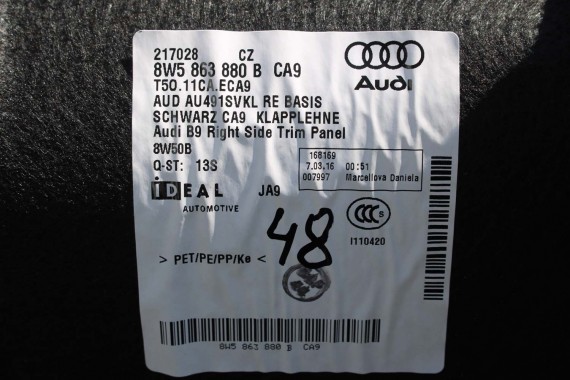 217028 CZ
8W5 863 880 B CA9
T50.11CA.ECA9
AUD AU491SVKL RE BASIS
SCHWARZ CA9 KLAPPLEHNE
Audi B9 Right Side Trim Panel
8W50B
Q-ST: 13S
Audi
168169
7.03.16 00:51
007997 Marcellova Daniela
IDEAL
AUTOMOTIVE
JA9
CCC S
I110420
48
> PET/PE/PP/Ke <
8W5 863 880 B CA9